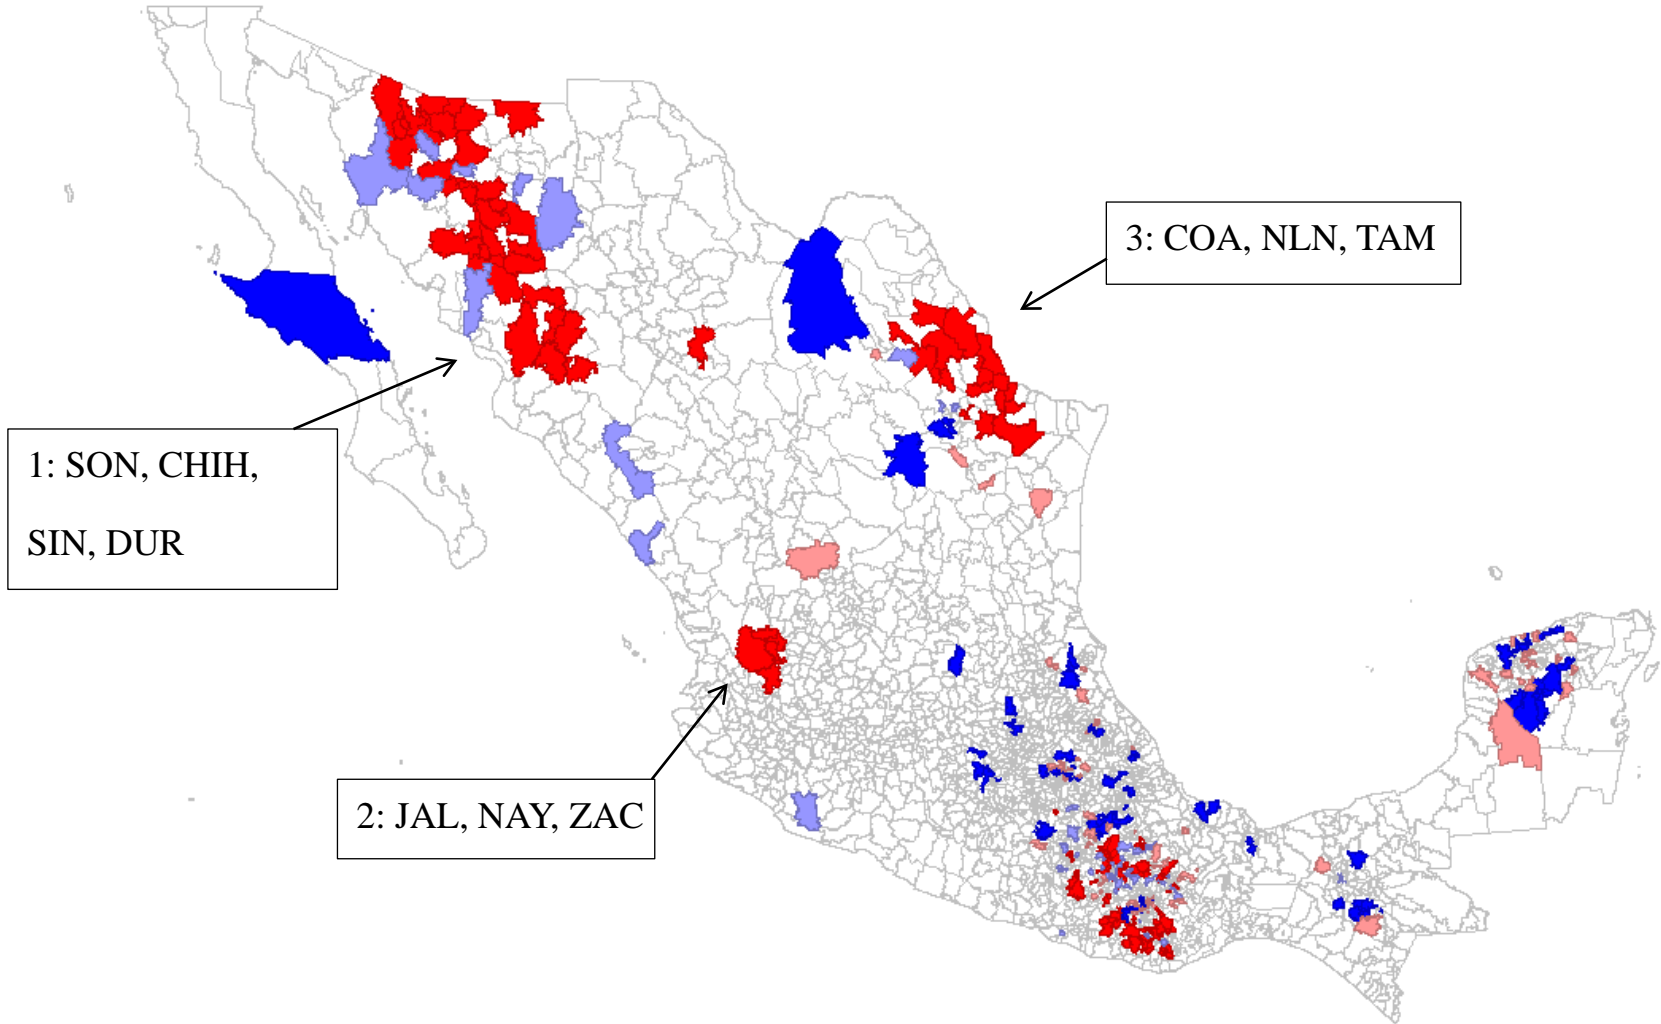 3: COA, NLN, TAM
1: SON, CHIH,
SIN, DUR
2: JAL, NAY, ZAC